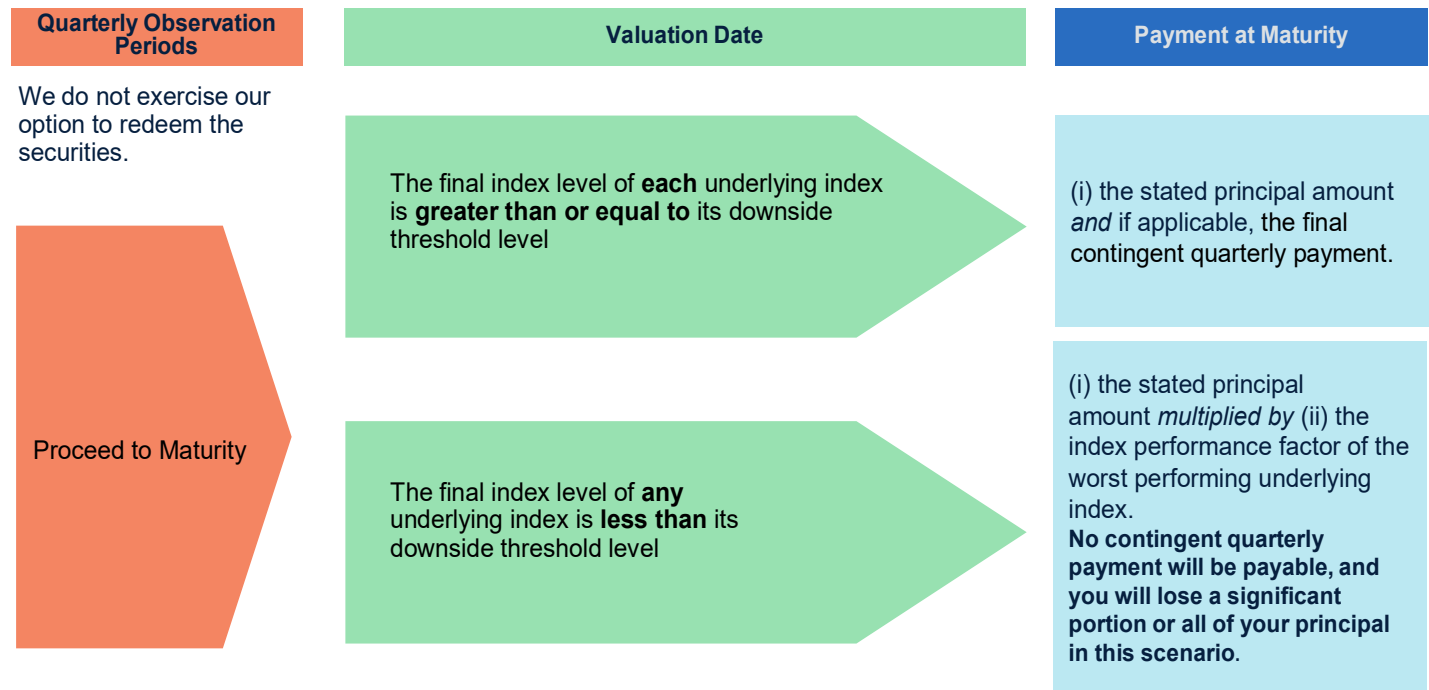 Quarterly Observation
Periods
Valuation Date
Payment at Maturity
We do not exercise our
option to redeem the
securities.
Proceed to Maturity
The final index level of each underlying index
is greater than or equal to its downside
threshold level
(i) the stated principal amount
and if applicable, the final
contingent quarterly payment.
The final index level of any
underlying index is less than its
downside threshold level
(i) the stated principal
amount multiplied by (ii) the
index performance factor of the
worst performing underlying
index.
No contingent quarterly
payment will be payable, and
you will lose a significant
portion or all of your principal
in this scenario.